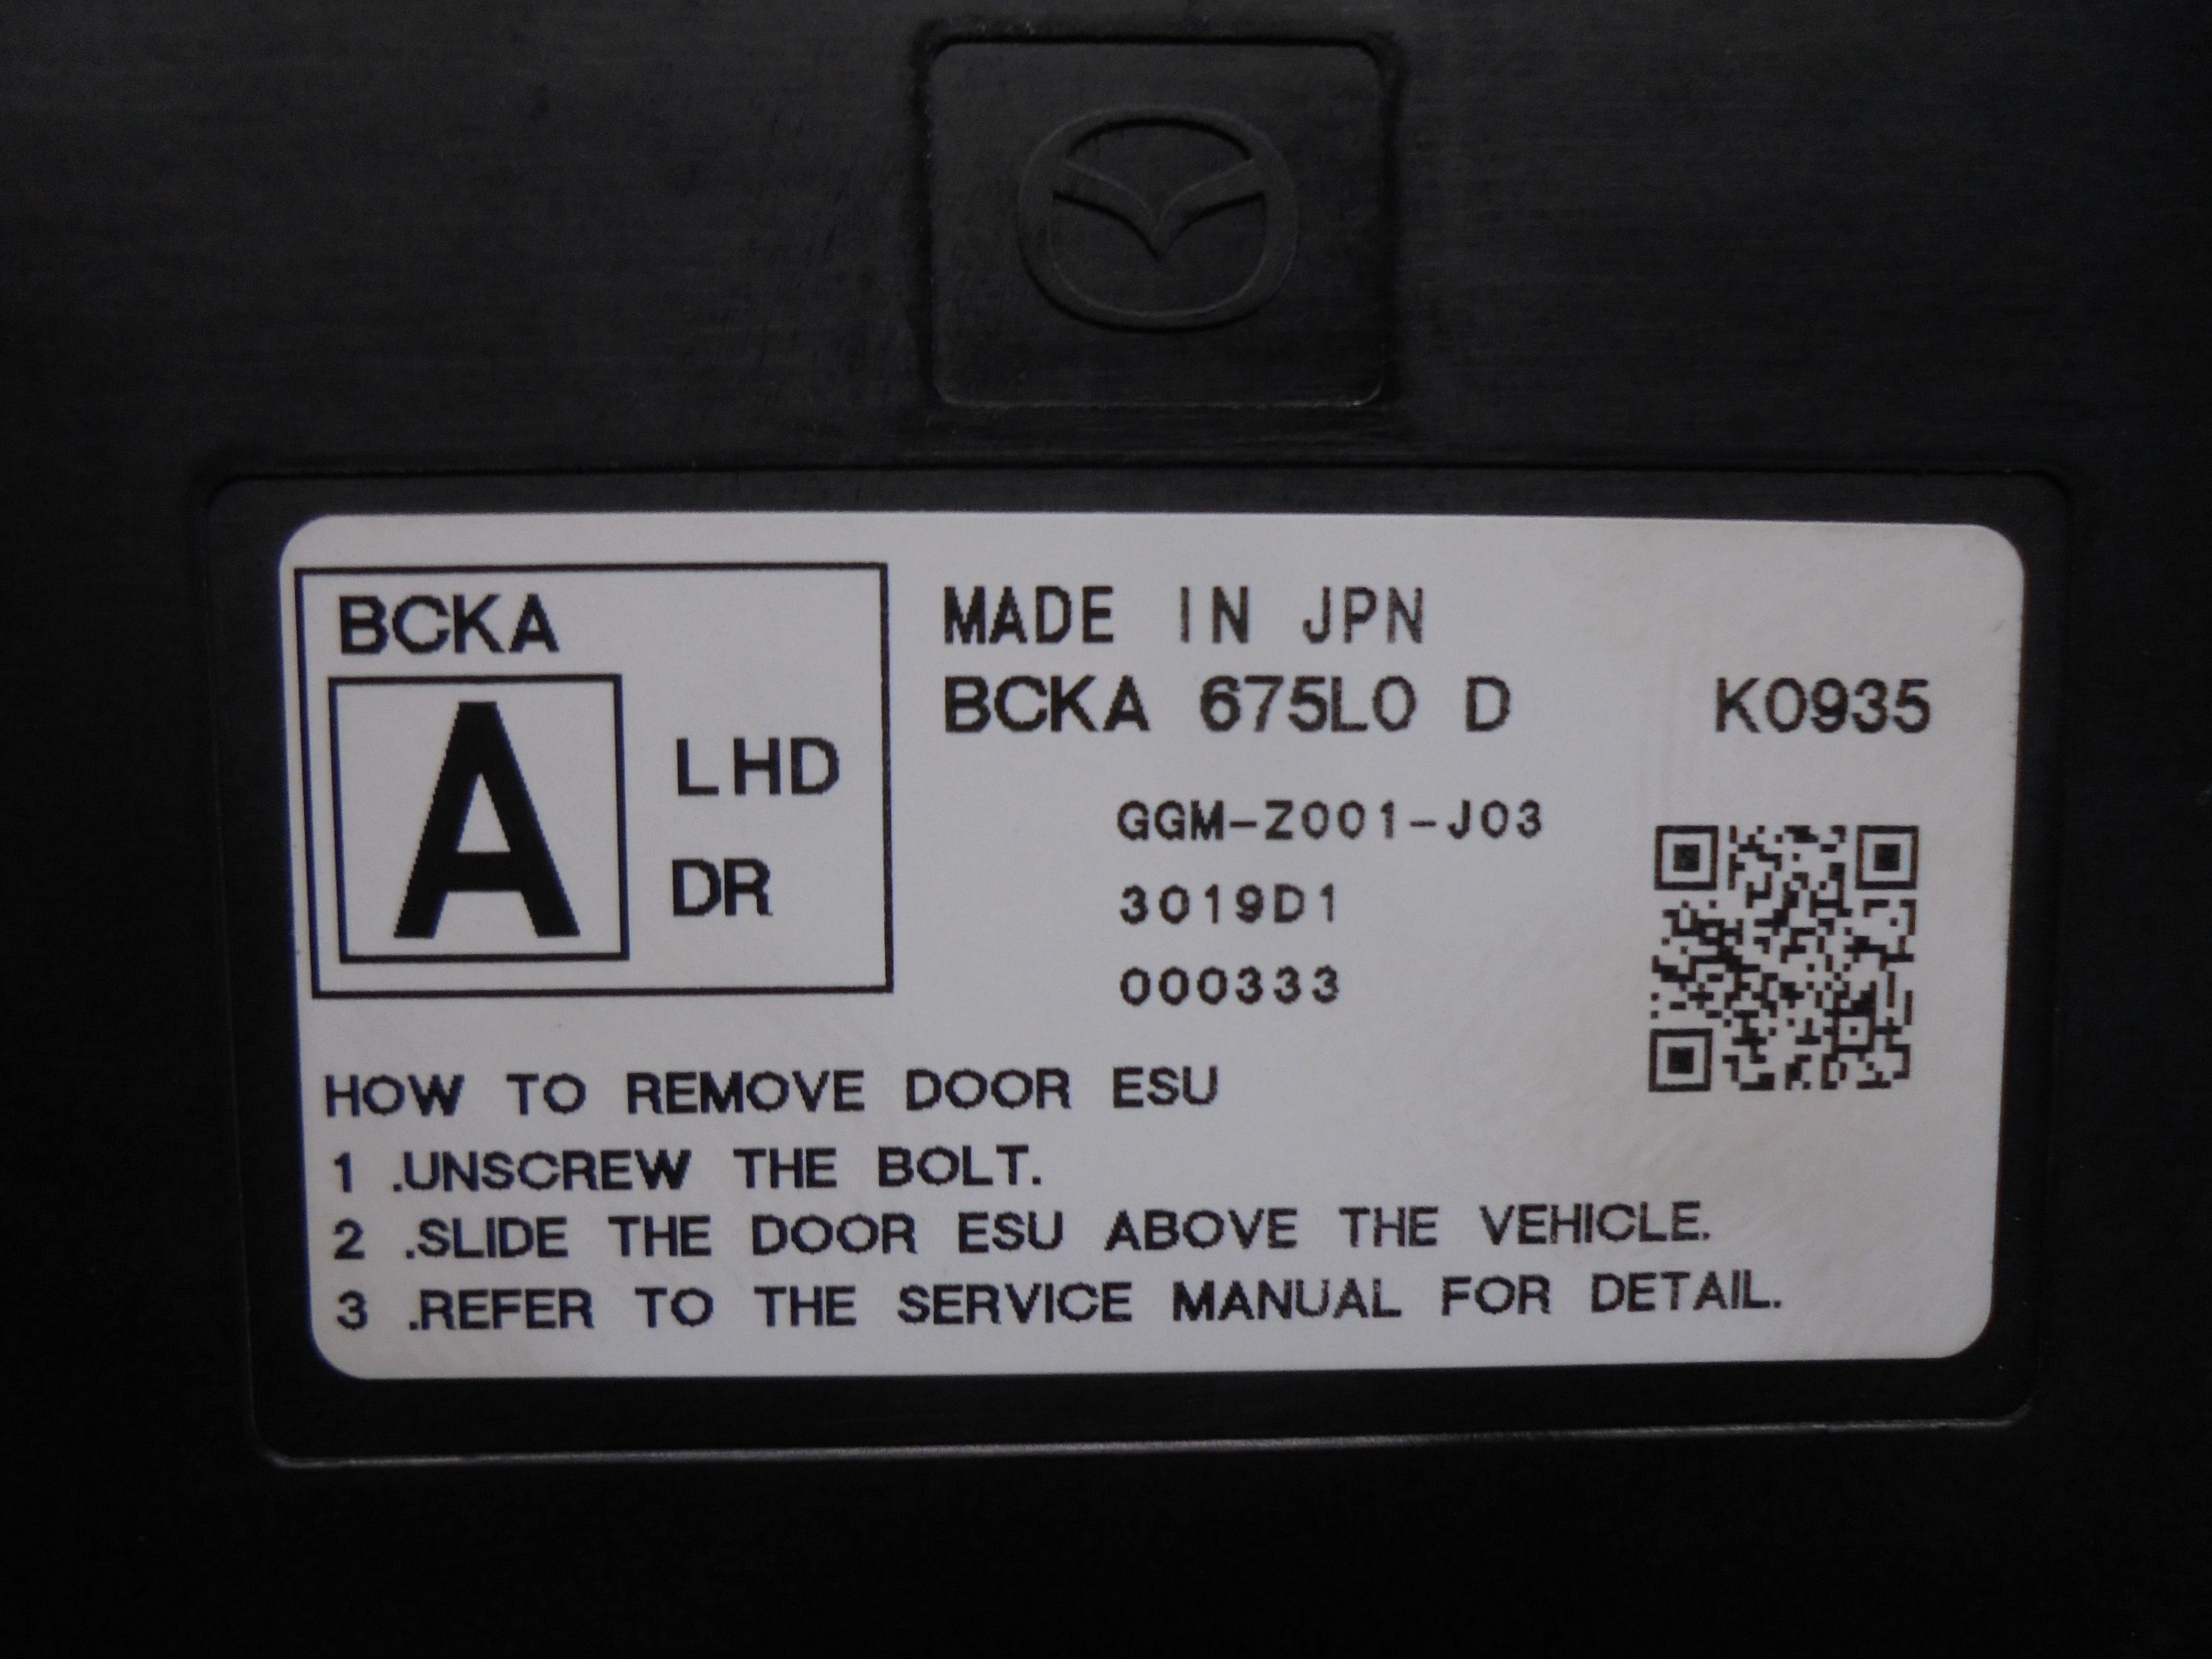 BCKA
A
LHD
DR
MADE IN JPN
BCKA 675L0 D K0935
GGM-Z001-J03
3019D1
000333
HOW TO REMOVE DOOR ESU
1 .UNSCREW THE BOLT.
2 .SLIDE THE DOOR ESU ABOVE THE VEHICLE.
3 .REFER TO THE SERVICE MANUAL FOR DETAIL.